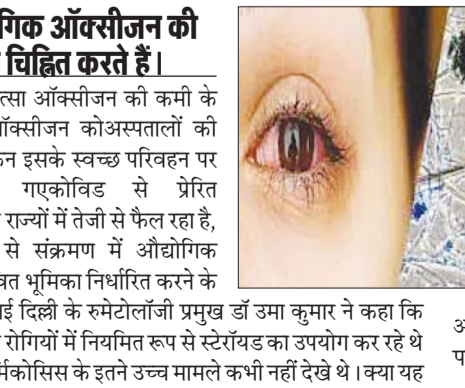 गिक ऑक्सीजन की
चिह्नित करते हैं।
त्सा ऑक्सीजन की कमी के
ऑक्सीजन कोअस्पतालों की
इसके स्वच्छ परिवहन पर
गएकोविड से प्रेरित
राज्यों में तेजी से फैल रहा है,
से संक्रमण में औद्योगिक
भूमिका निर्धारित करने के
ई दिल्ली के रुमेटोलॉजी प्रमुख डॉ उमा कुमार ने कहा कि
रोगियों में नियमित रूप से स्टेरॉयड का उपयोग कर रहे थे
के इतने उच्च मामले कभी नहीं देखे थे। क्या यह